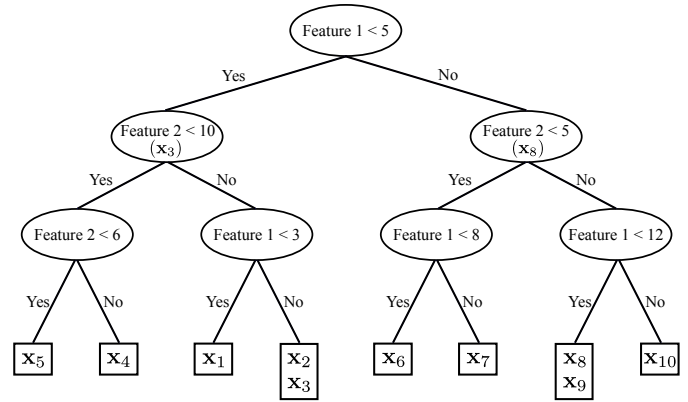 Feature 1 < 5
Yes
No
Feature 2 < 10
(x₃)
Feature 2 < 5
(x₈)
Yes
No
Yes
No
Feature 2 < 6
Feature 1 < 3
Feature 1 < 8
Feature 1 < 12
Yes
No
Yes
No
Yes
No
Yes
No
x₅
x₄
x₁
x₂
x₃
x₆
x₇
x₈
x₉
x₁₀